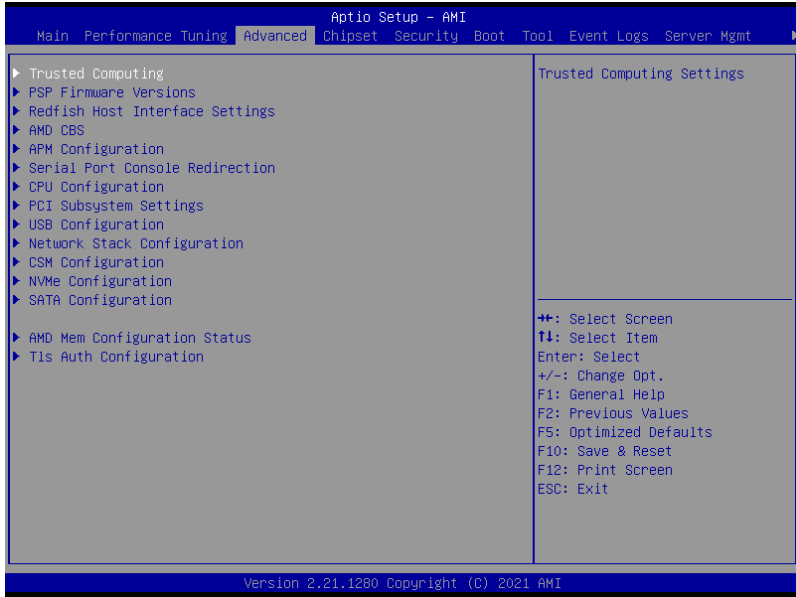 Aptio Setup - AMI
Main Performance Tuning Advanced Chipset Security Boot Tool Event Logs Server Mgmt
Trusted Computing
PSP Firmware Versions
Redfish Host Interface Settings
AMD CBS
APM Configuration
Serial Port Console Redirection
CPU Configuration
PCI Subsystem Settings
USB Configuration
Network Stack Configuration
CSM Configuration
NVMe Configuration
SATA Configuration
AMD Mem Configuration Status
Tls Auth Configuration
Trusted Computing Settings
→←: Select Screen
↑↓: Select Item
Enter: Select
+/-: Change Opt.
F1: General Help
F2: Previous Values
F5: Optimized Defaults
F10: Save & Reset
F12: Print Screen
ESC: Exit
Version 2.21.1280 Copyright (C) 2021 AMI